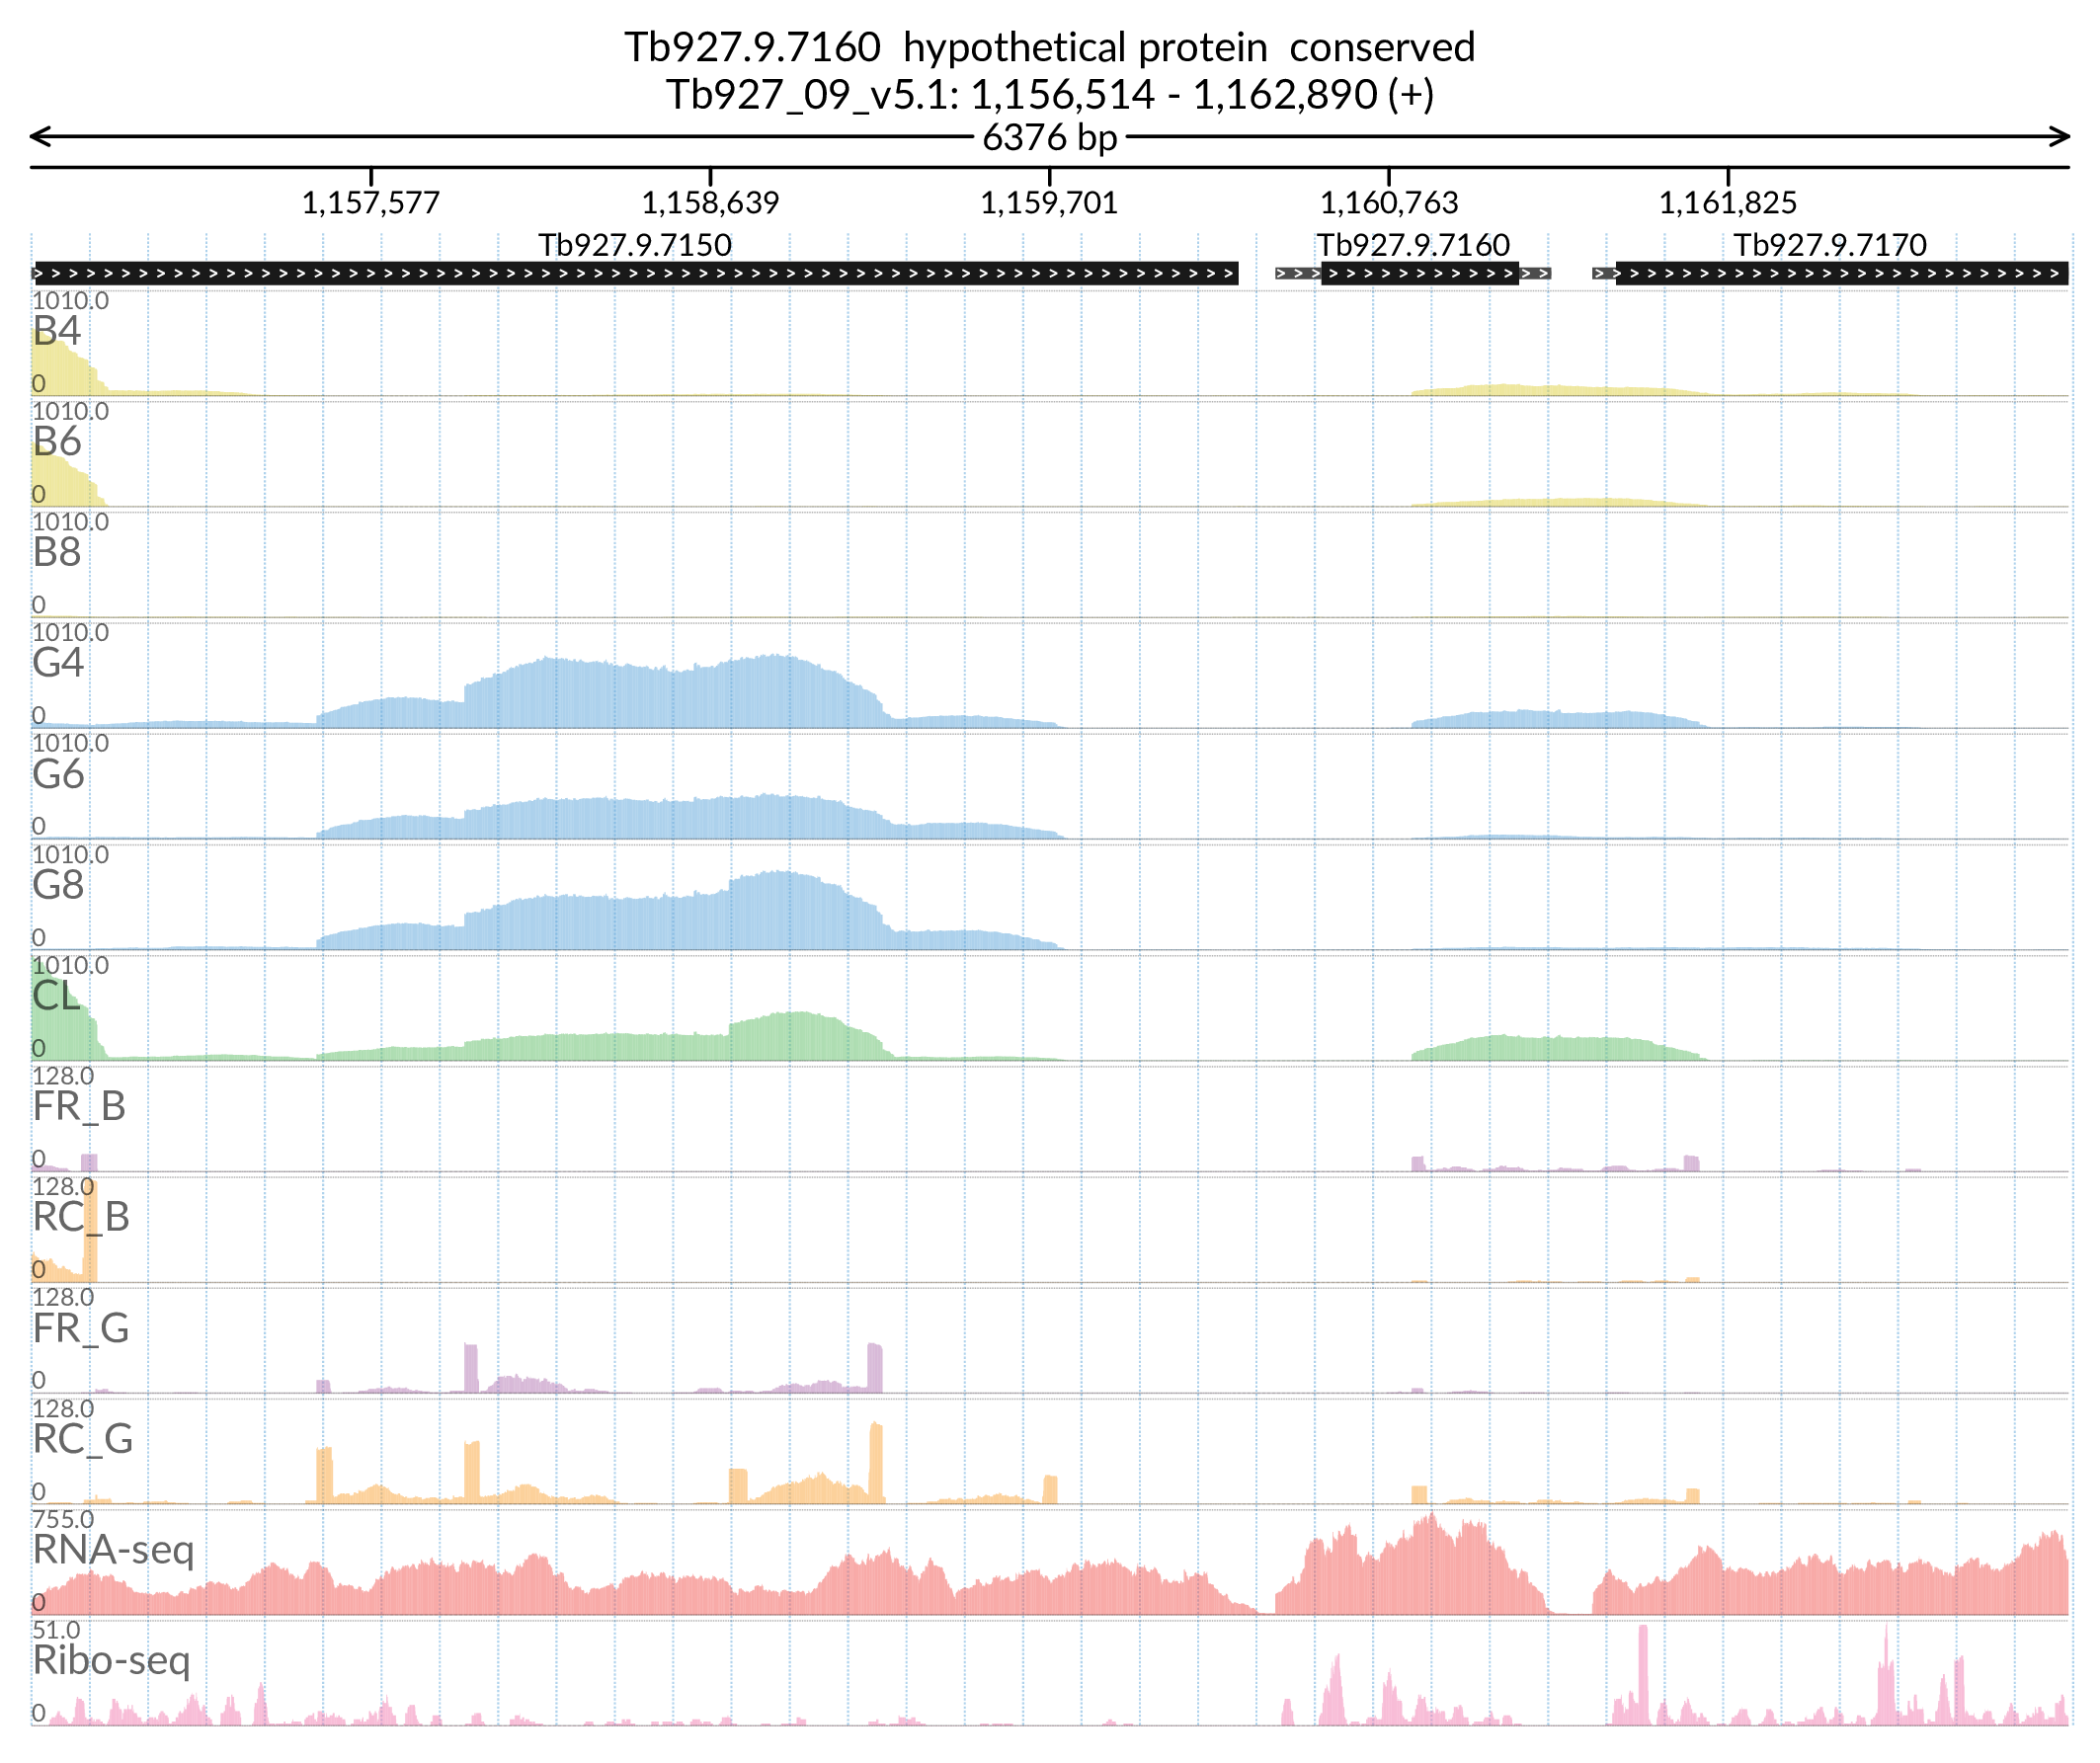 Tb927.9.7160 hypothetical protein conserved
Tb927_09_v5.1: 1,156,514 - 1,162,890 (+)
6376 bp
1,157,577 1,158,639 1,159,701 1,160,763 1,161,825
Tb927.9.7150 Tb927.9.7160 Tb927.9.7170
1010.0
B4
0
1010.0
B6
0
1010.0
B8
0
1010.0
G4
0
1010.0
G6
0
1010.0
G8
0
1010.0
CL
0
128.0
FR_B
0
128.0
RC_B
0
128.0
FR_G
0
128.0
RC_G
0
755.0
RNA-seq
0
51.0
Ribo-seq
0